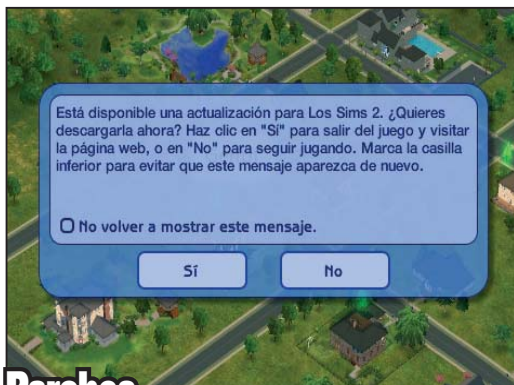 Está disponible una actualización para Los Sims 2. ¿Quieres
descargarla ahora? Haz clic en "Sí" para salir del juego y visitar
la página web, o en "No" para seguir jugando. Marca la casilla
inferior para evitar que este mensaje aparezca de nuevo.
No volver a mostrar este mensaje.
Sí No
Parches